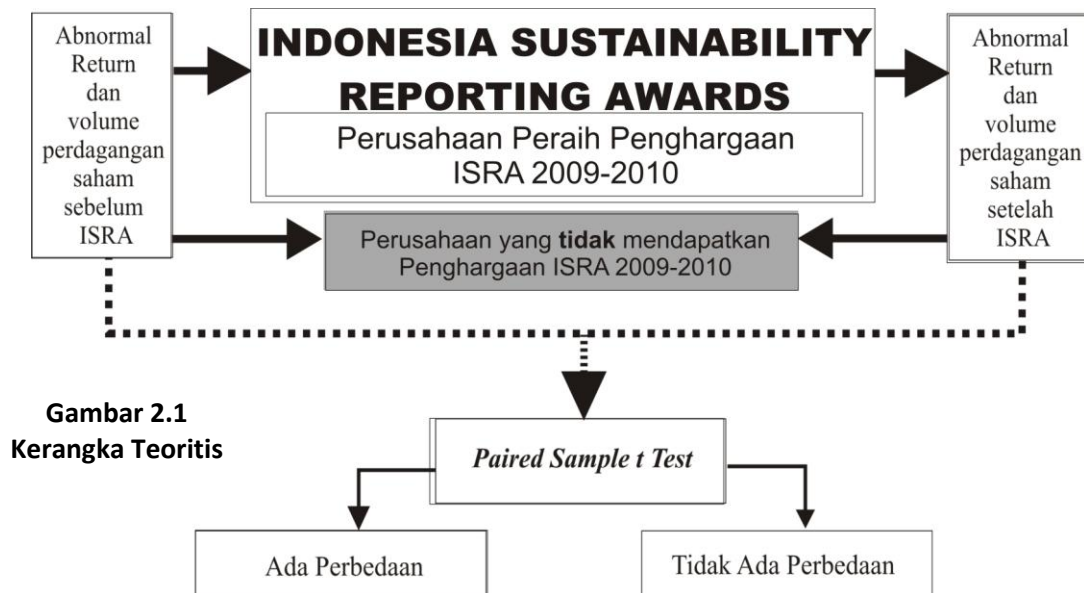 Abnormal
Return
dan
volume
perdagangan
saham
sebelum
ISRA
INDONESIA SUSTAINABILITY
REPORTING AWARDS
Perusahaan Peraih Penghargaan
ISRA 2009-2010
Perusahaan yang tidak mendapatkan
Penghargaan ISRA 2009-2010
Abnormal
Return
dan
volume
perdagangan
saham
setelah
ISRA
Gambar 2.1
Kerangka Teoritis
Paired Sample t Test
Ada Perbedaan
Tidak Ada Perbedaan